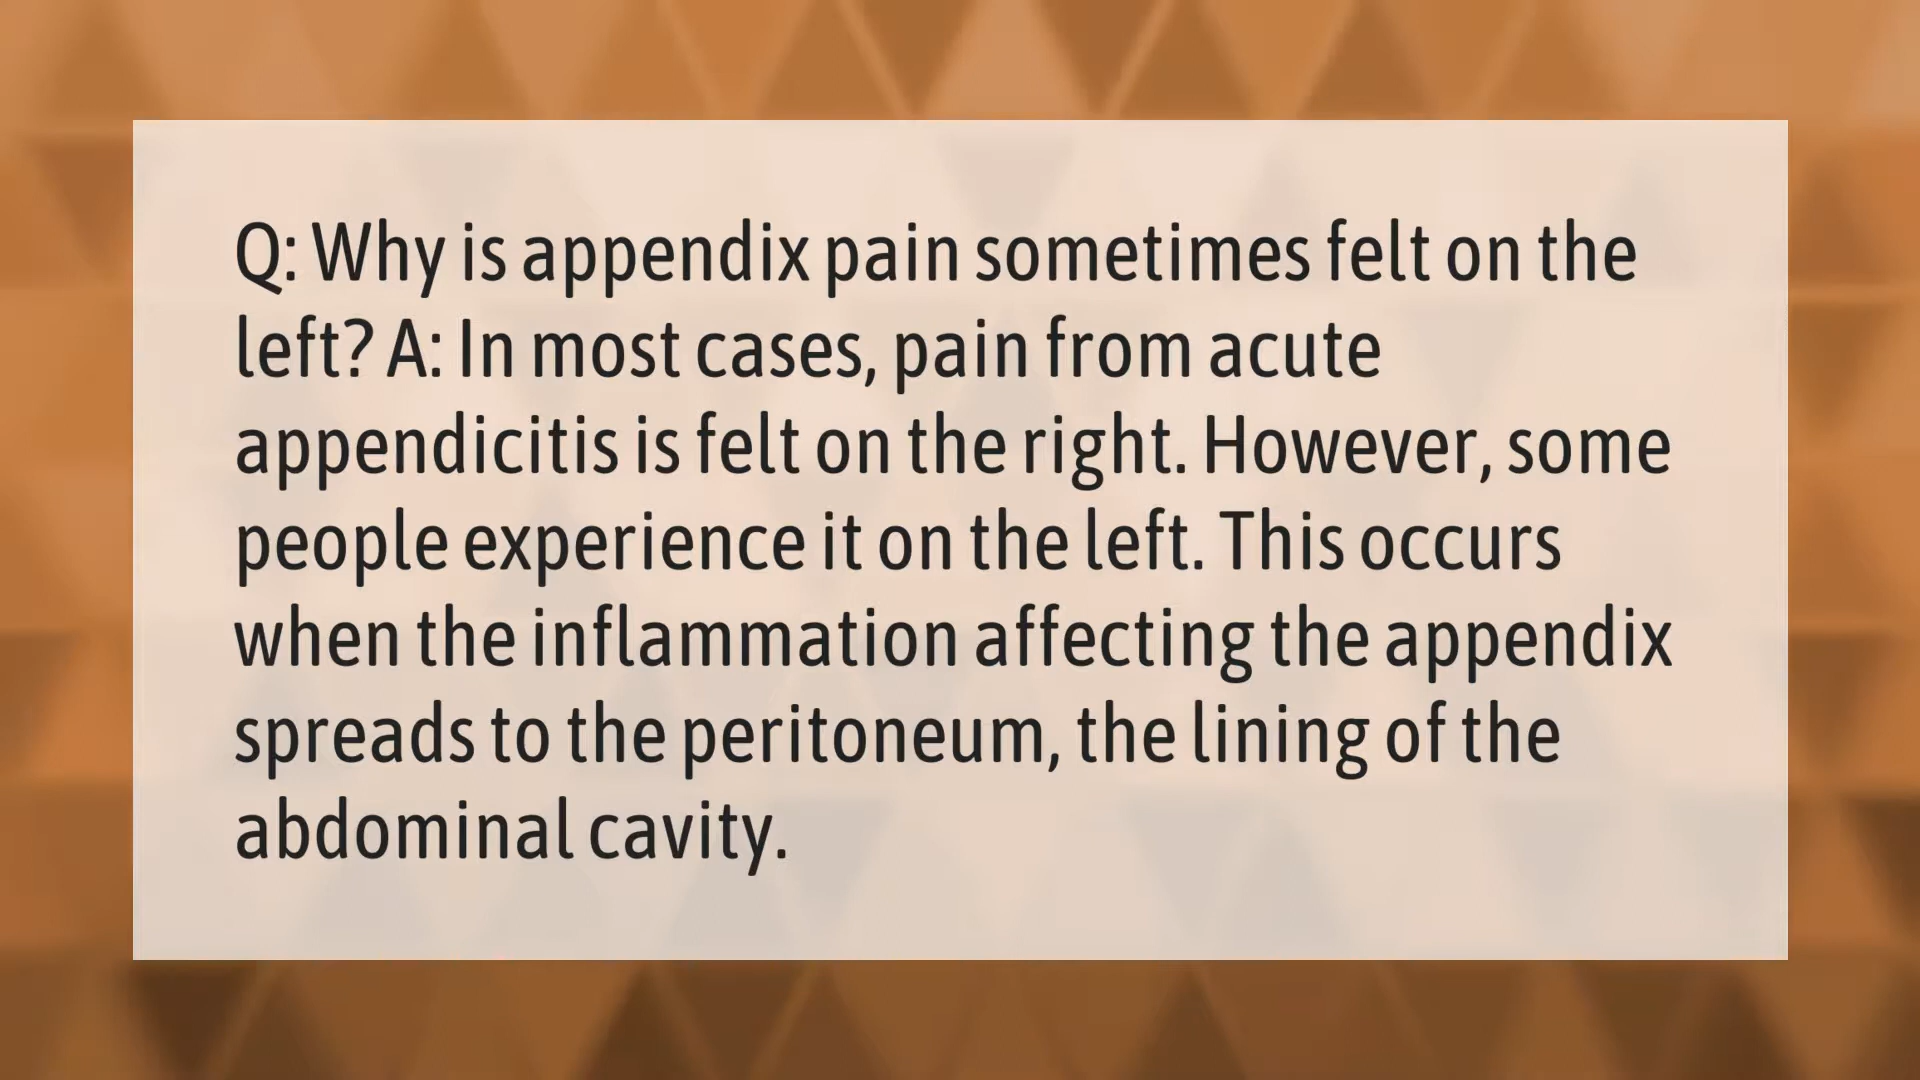 Q: Why is appendix pain sometimes felt on the
left? A: In most cases, pain from acute
appendicitis is felt on the right. However, some
people experience it on the left. This occurs
when the inflammation affecting the appendix
spreads to the peritoneum, the lining of the
abdominal cavity.